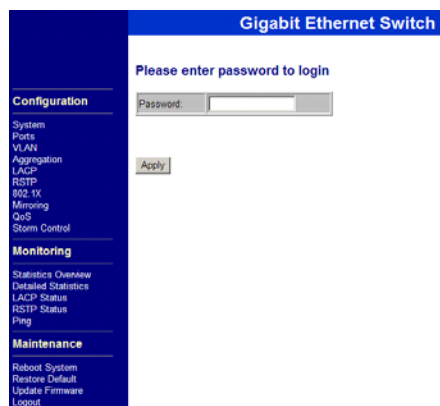 Gigabit Ethernet Switch
Please enter password to login
Password:
Apply
Configuration
System
Ports
VLAN
Aggregation
LACP
RSTP
802.1X
Mirroring
QoS
Storm Control
Monitoring
Statistics Overview
Detailed Statistics
LACP Status
RSTP Status
Ping
Maintenance
Reboot System
Restore Default
Update Firmware
Logout